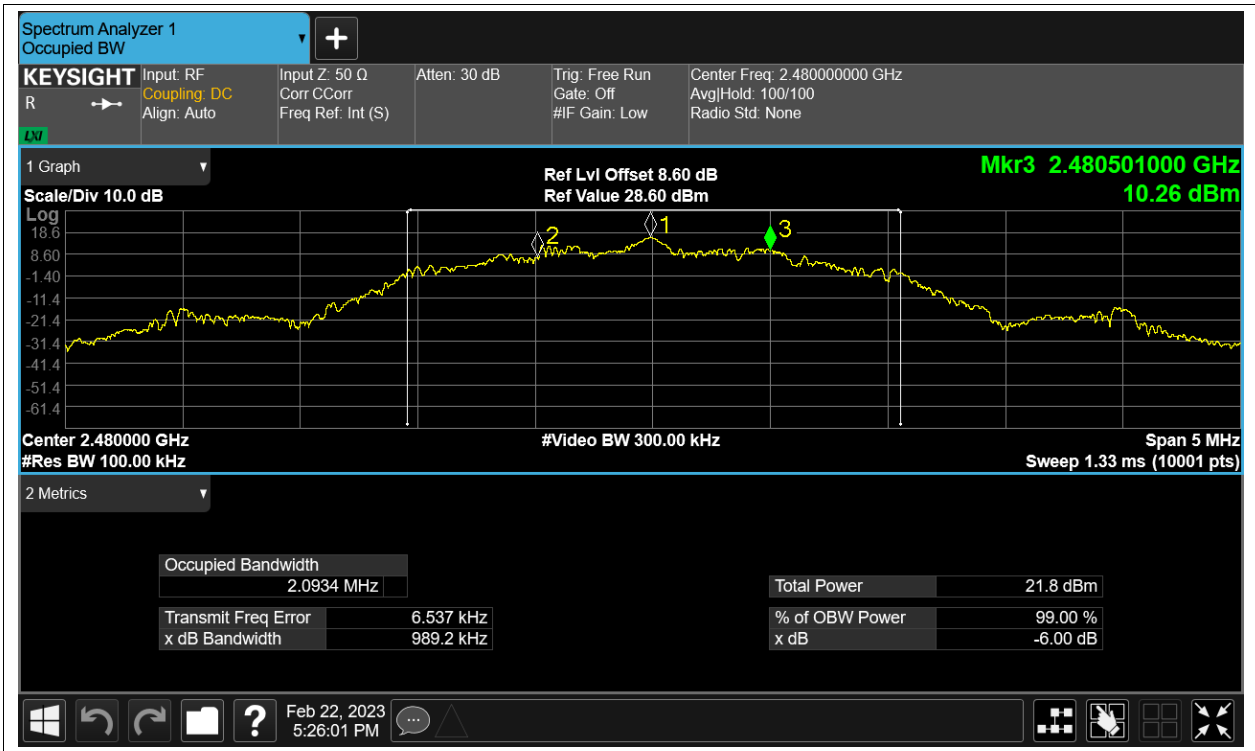 Spectrum Analyzer 1
Occupied BW
KEYSIGHT
R
LXI
Input: RF
Coupling: DC
Align: Auto
Input Z: 50 Ω
Corr CCorr
Freq Ref: Int (S)
Atten: 30 dB
Trig: Free Run
Gate: Off
#IF Gain: Low
Center Freq: 2.480000000 GHz
Avg|Hold: 100/100
Radio Std: None
1 Graph
Scale/Div 10.0 dB
Ref Lvl Offset 8.60 dB
Ref Value 28.60 dBm
Mkr3 2.480501000 GHz
10.26 dBm
Log
18.6
8.60
-1.40
-11.4
-21.4
-31.4
-41.4
-51.4
-61.4
2
1
3
Center 2.480000 GHz
#Res BW 100.00 kHz
#Video BW 300.00 kHz
Span 5 MHz
Sweep 1.33 ms (10001 pts)
2 Metrics
Occupied Bandwidth
2.0934 MHz
Transmit Freq Error 6.537 kHz
x dB Bandwidth 989.2 kHz
Total Power 21.8 dBm
% of OBW Power 99.00 %
x dB -6.00 dB
?
Feb 22, 2023
5:26:01 PM